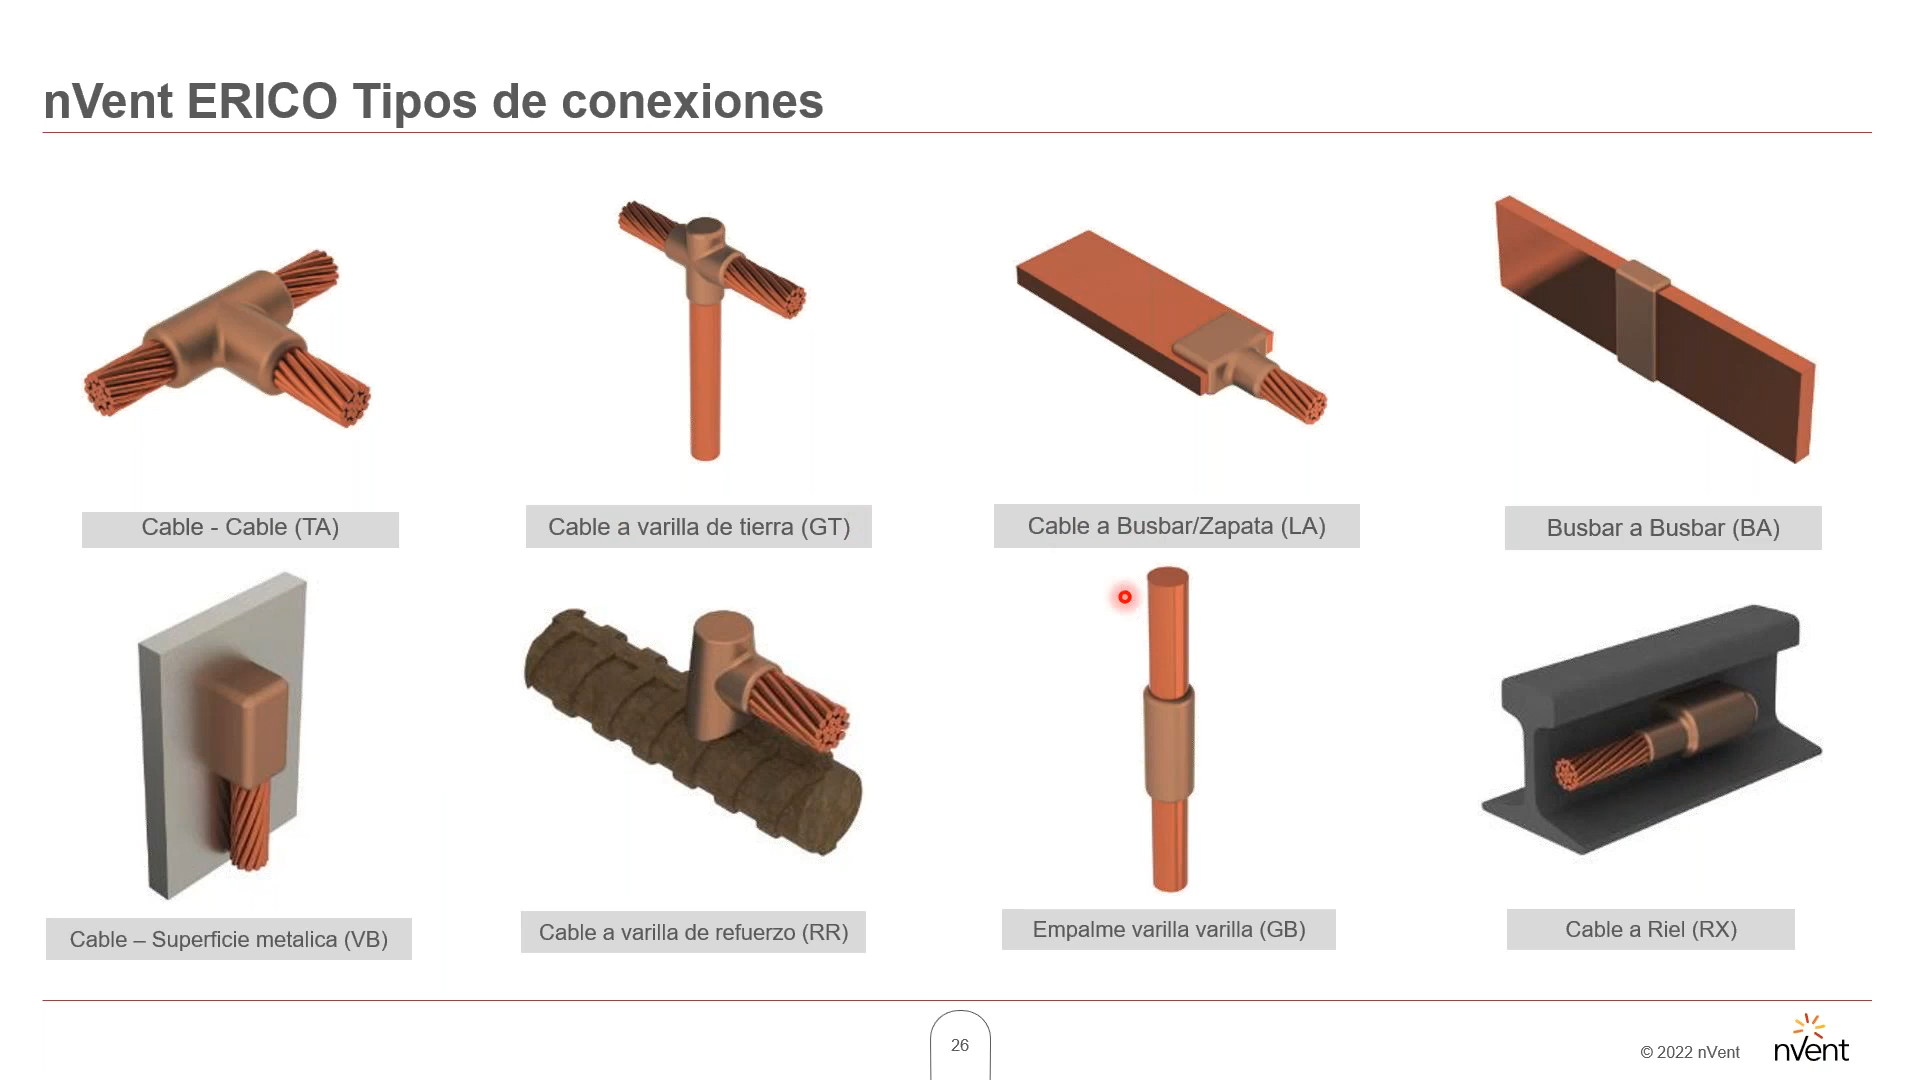 nVent ERICO Tipos de conexiones
Cable - Cable (TA)
Cable a varilla de tierra (GT)
Cable a Busbar/Zapata (LA)
Busbar a Busbar (BA)
Cable – Superficie metalica (VB)
Cable a varilla de refuerzo (RR)
Empalme varilla varilla (GB)
Cable a Riel (RX)
26
© 2022 nVent
nVent